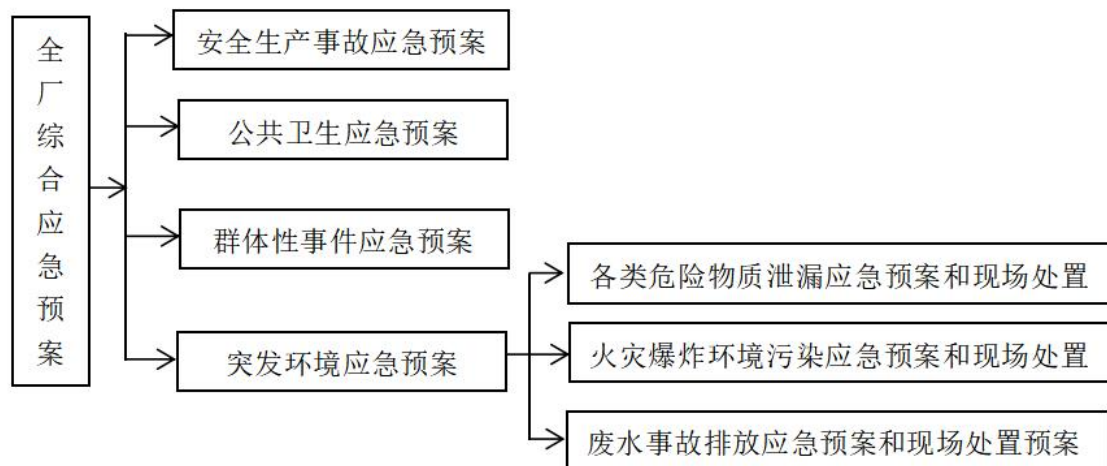 全厂综合应急预案
安全生产事故应急预案
公共卫生应急预案
群体性事件应急预案
突发环境应急预案
各类危险物质泄漏应急预案和现场处置
火灾爆炸环境污染应急预案和现场处置
废水事故排放应急预案和现场处置预案